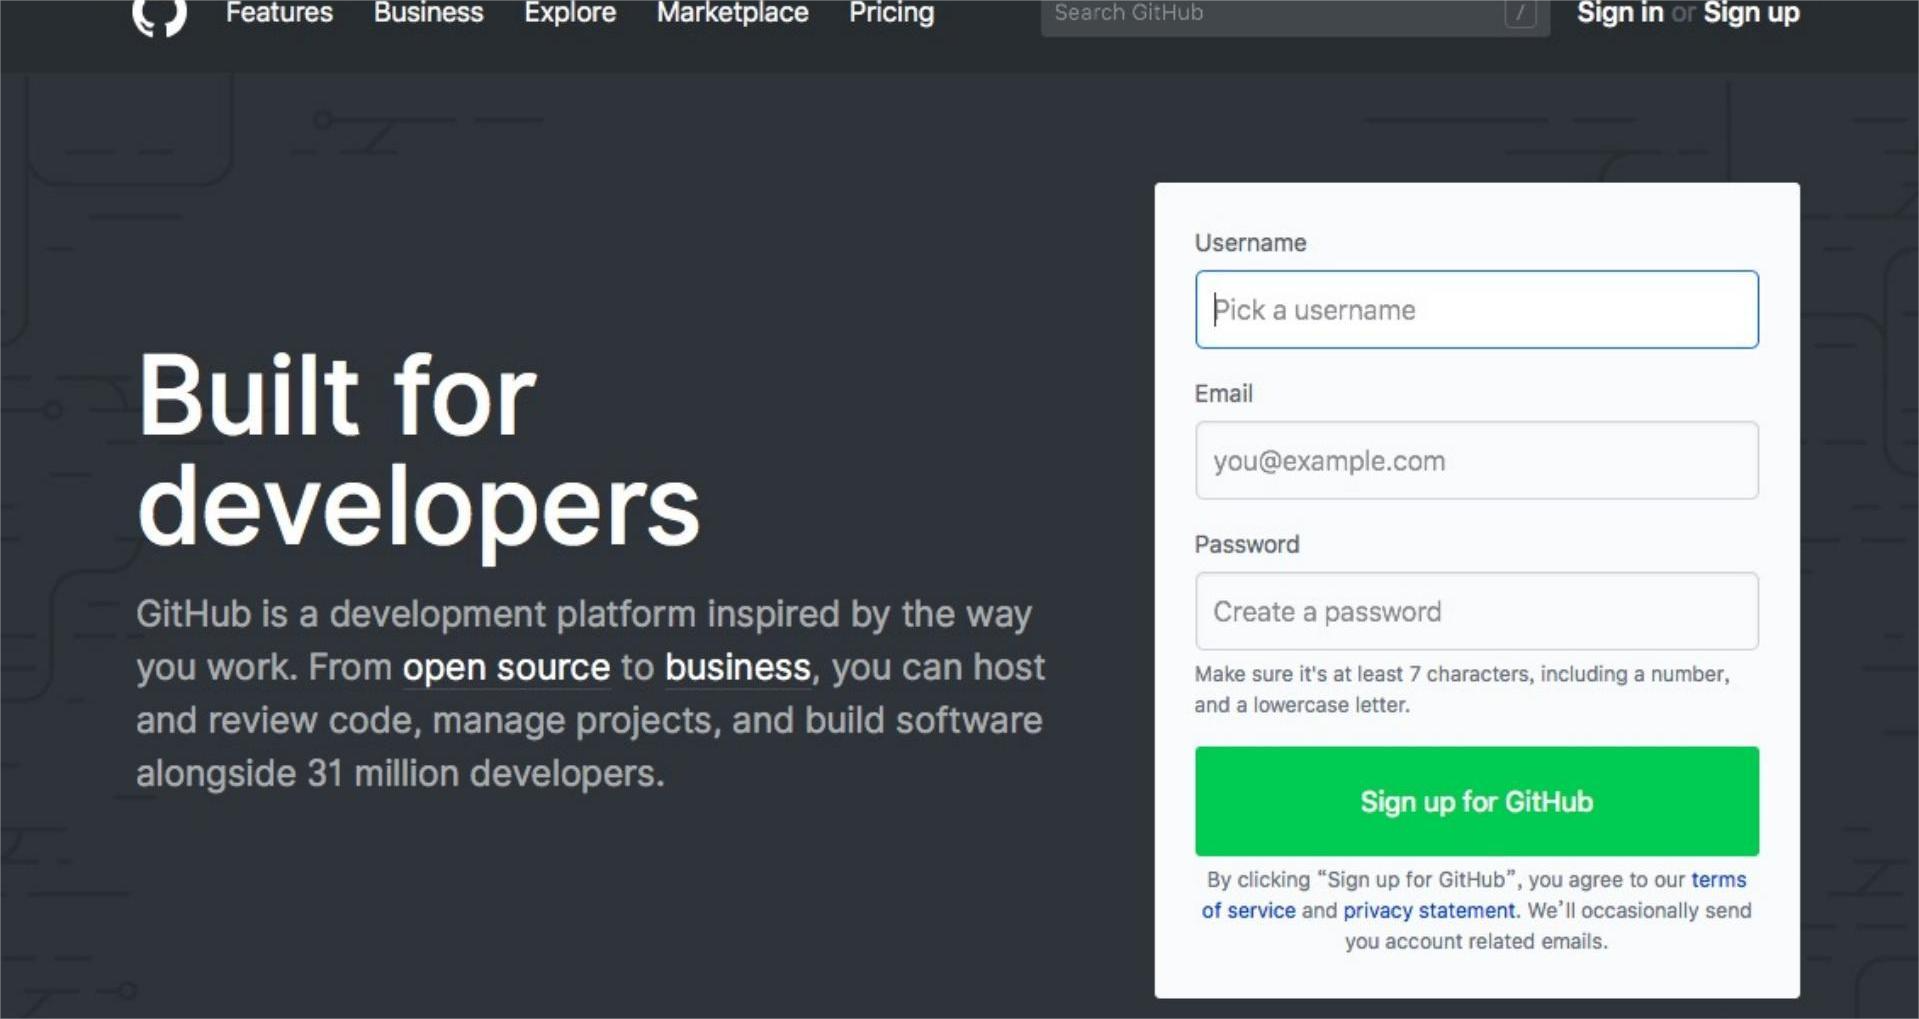 Features Business Explore Marketplace Pricing Search GitHub / Sign in or Sign up
Built for
developers
GitHub is a development platform inspired by the way
you work. From open source to business, you can host
and review code, manage projects, and build software
alongside 31 million developers.
Username
Pick a username
Email
you@example.com
Password
Create a password
Make sure it's at least 7 characters, including a number,
and a lowercase letter.
Sign up for GitHub
By clicking “Sign up for GitHub”, you agree to our terms
of service and privacy statement. We’ll occasionally send
you account related emails.